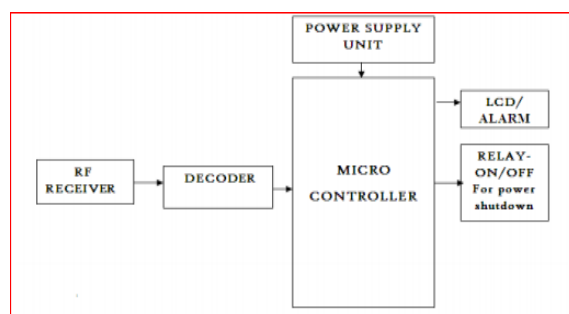 POWER SUPPLY
UNIT
LCD/
ALARM
RF
RECEIVER
DECODER
MICRO
CONTROLLER
RELAY-
ON/OFF
For power
shutdown